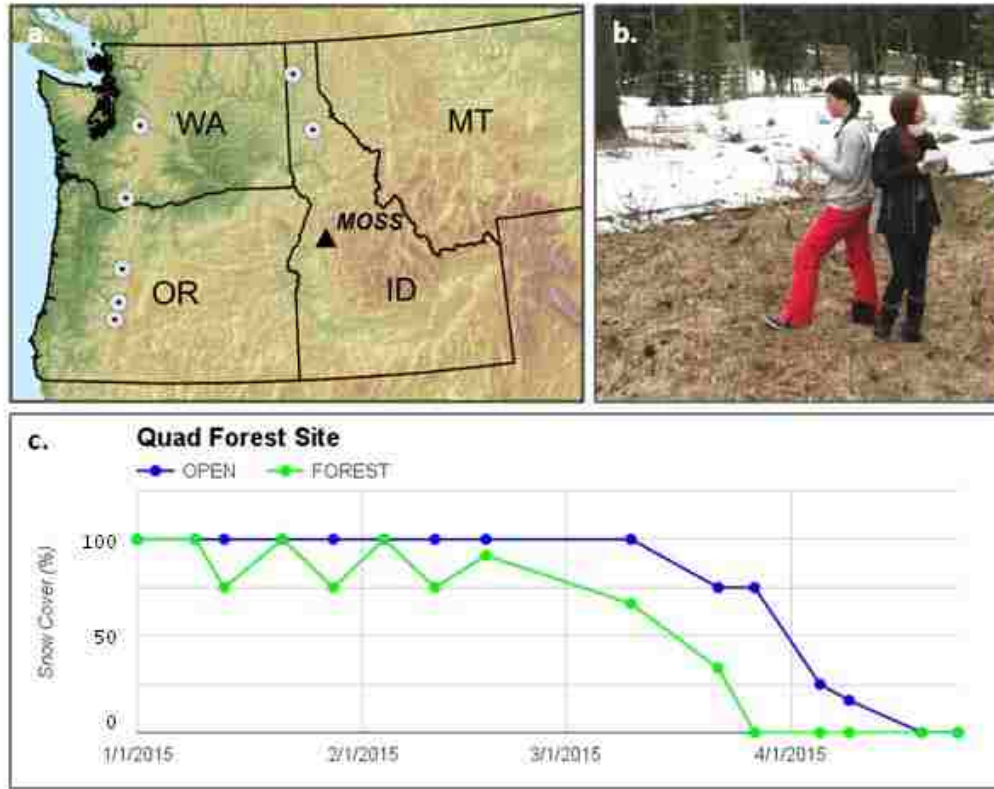 a.
WA
MT
MOSS
OR
ID
b.
c.
Quad Forest Site
OPEN FOREST
Snow Cover (%)
100
50
0
1/1/2015 2/1/2015 3/1/2015 4/1/2015